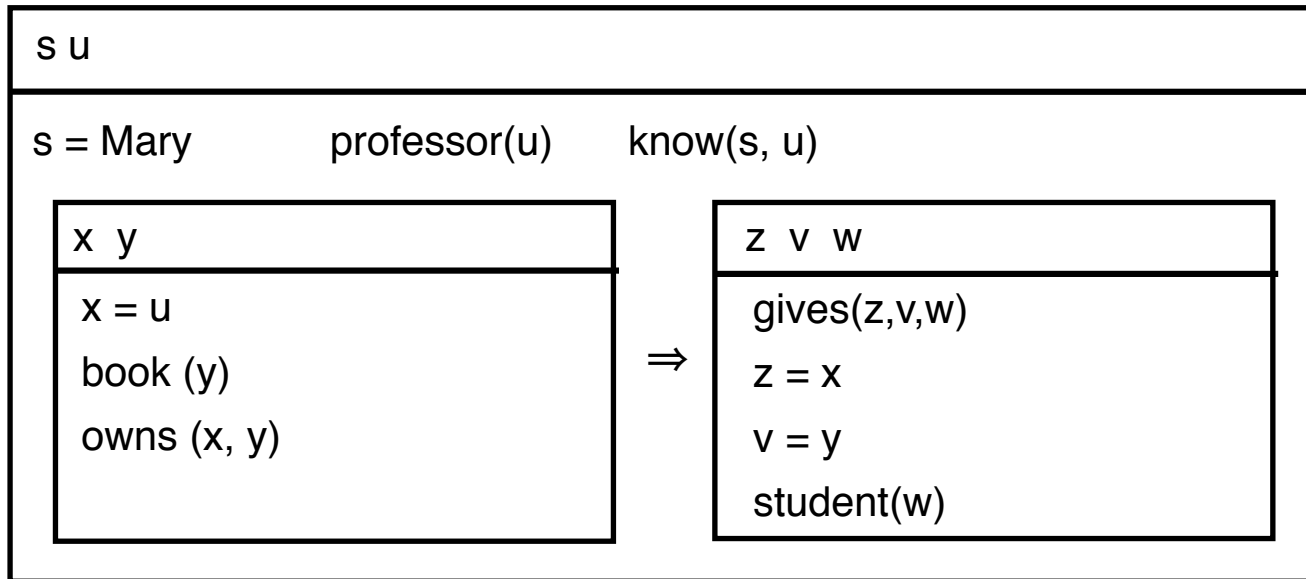 s u
s = Mary professor(u) know(s, u)
x y
x = u
book (y)
owns (x, y)
⇒
z v w
gives(z,v,w)
z = x
v = y
student(w)